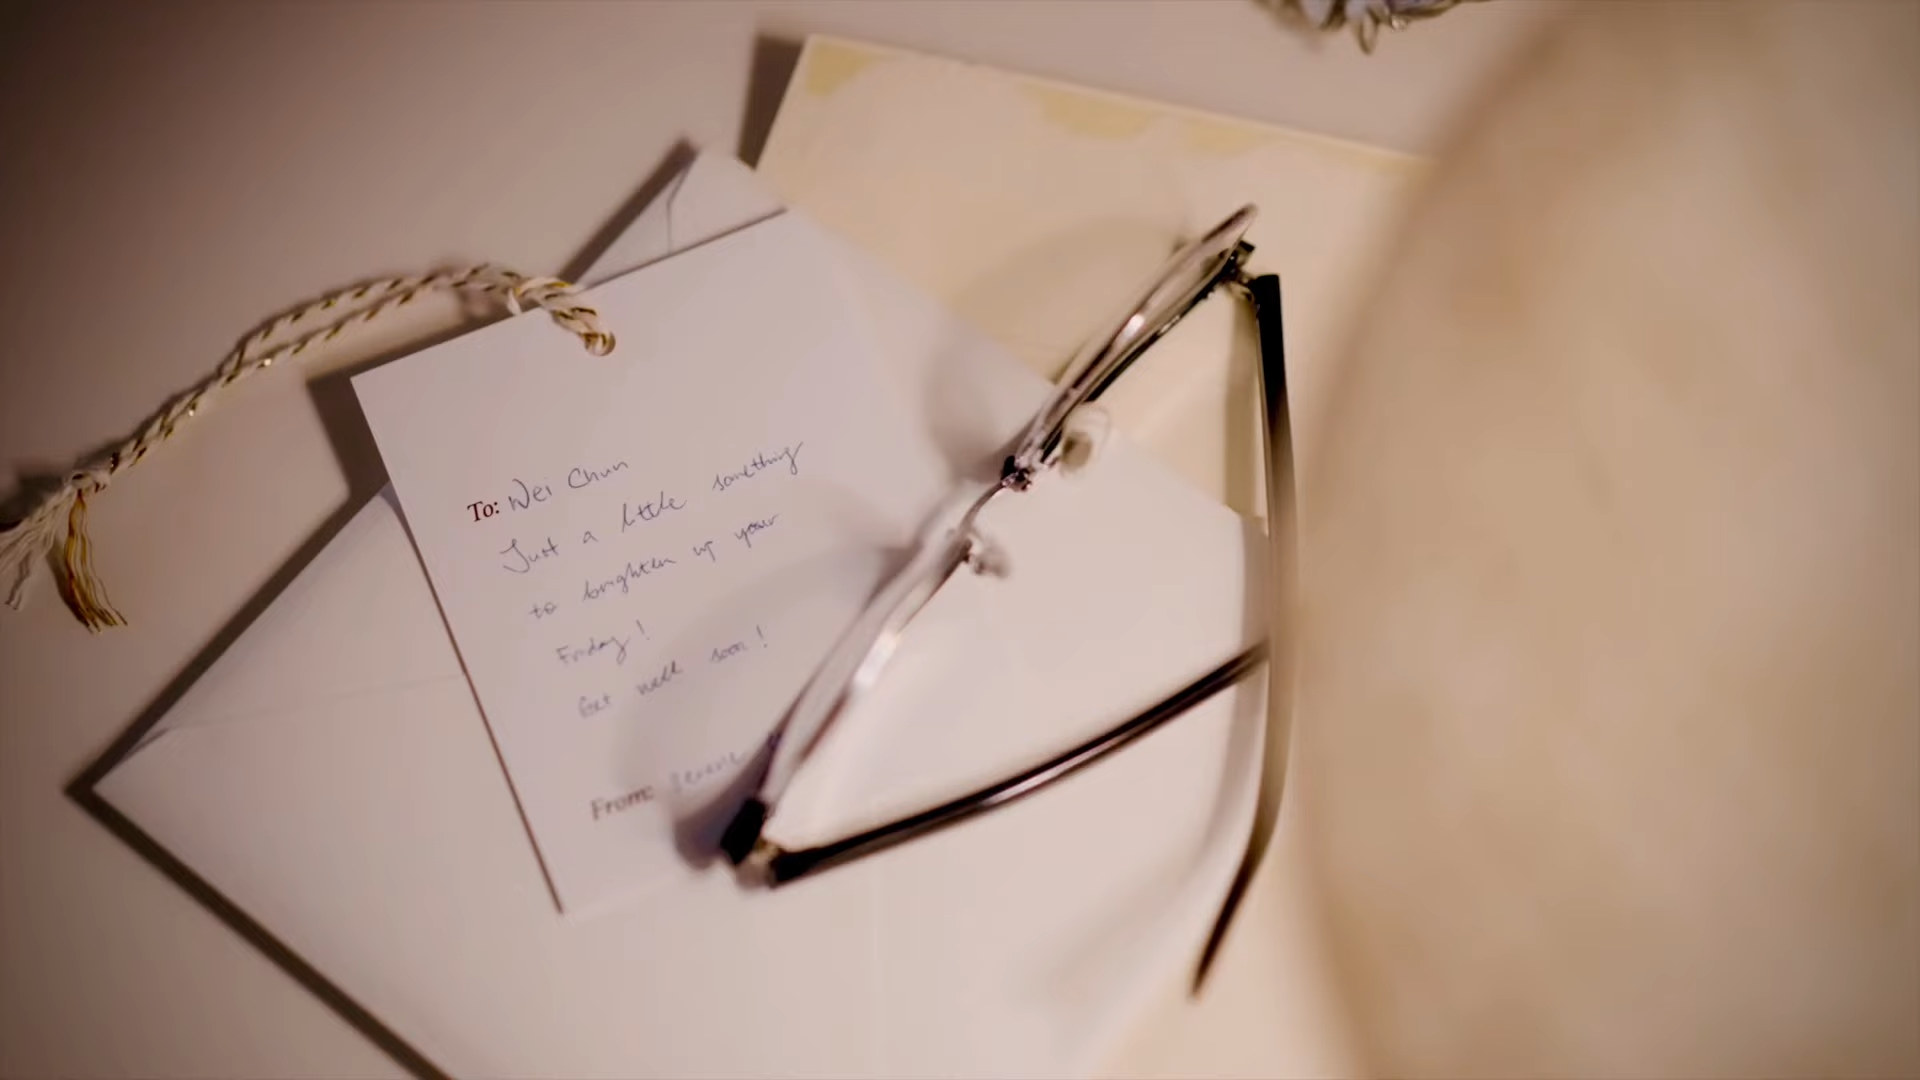 To: Wei Chun
Just a little something
to brighten up your
Friday!
Get well soon!
From: